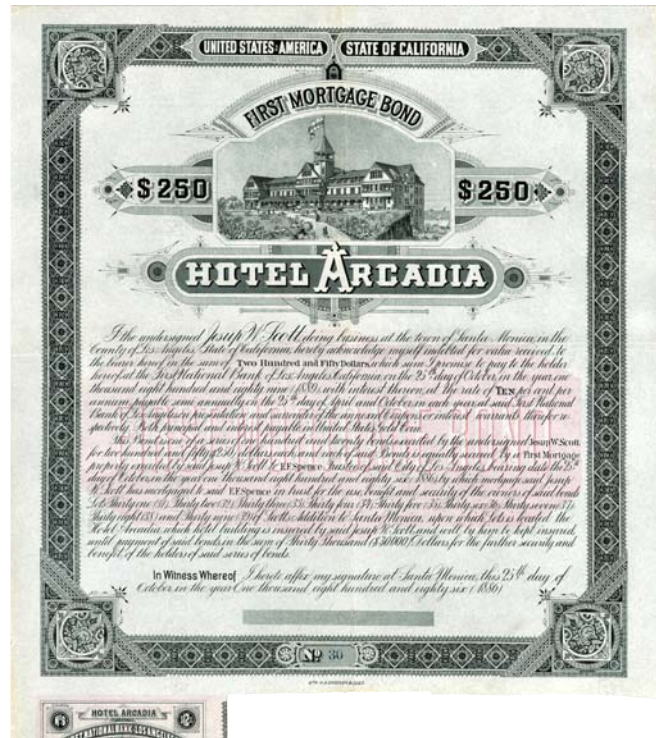 UNITED STATES AMERICA STATE OF CALIFORNIA
FIRST MORTGAGE BOND
$250 $250
HOTEL ARCADIA
I the undersigned Jesup W. Scott doing business at the town of Santa Monica, in the
County of Los Angeles, State of California, hereby acknowledge myself indebted for value received, to
the bearer hereof in the sum of Two Hundred and Fifty Dollars, which sum I promise to pay to the holder
hereof, at the First National Bank of Los Angeles, California, on the 25th day of October, in the year one
thousand eight hundred and eighty nine (1889) with interest thereon, at the rate of TEN per cent per
annum, payable semi annually on the 25th day of April and October, in each year, at said First National
Bank of Los Angeles on presentation and surrender of the annexed Coupons or interest warrants therefor re-
spectively. Both principal and interest payable in United States Gold Coin.
This Bond is one of a series of one hundred and twenty bonds executed by the undersigned Jesup W. Scott
for two hundred and fifty ($250) dollars each and each of said Bonds is equally secured by a First Mortgage
property executed by said Jesup W. Scott to E.F. Spence, Trustee of said City of Los Angeles, bearing date the 25th
day of October, in the year one thousand eight hundred and eighty six (1886) by which mortgage said Jesup
W. Scott has mortgaged to said E.F. Spence in trust for the use, benefit and security of the owners of said bonds
Lots Thirty one (31), Thirty two (32), Thirty three (33), Thirty four (34), Thirty five (35), Thirty six (36), Thirty seven (37),
Thirty eight (38) and Thirty nine (39) of Scott's addition to Santa Monica, upon which Lots is located the
Hotel Arcadia, which hotel building is insured by said Jesup W. Scott, and will by him be kept insured,
until payment of said bonds, in the sum of Thirty Thousand ($30000) Dollars for the further security and
benefit of the holders of said series of bonds.
In Witness Whereof I hereto affix my signature at Santa Monica, this 25th day of
October, in the year One thousand eight hundred and eighty six (1886)
No 30
HOTEL ARCADIA
FIRST NATIONAL BANK LOS ANGELES